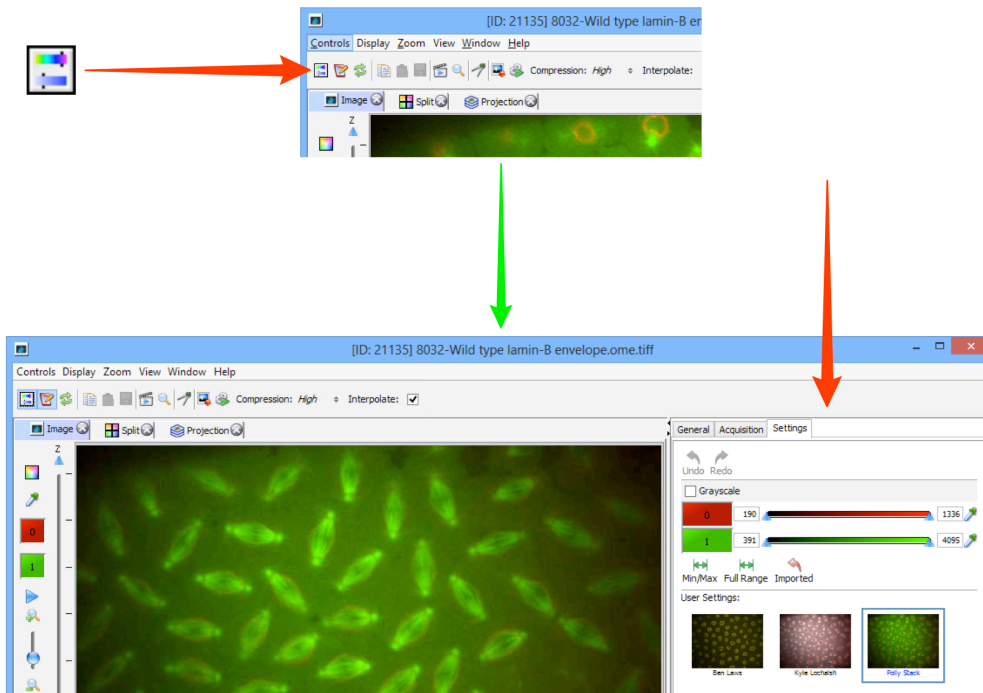 [ID: 21135] 8032-Wild type lamin-B er
Controls Display Zoom View Window Help
Compression: High Interpolate:
Image Split Projection
Z
[ID: 21135] 8032-Wild type lamin-B envelope.ome.tiff
Controls Display Zoom View Window Help
Compression: High Interpolate:
Image Split Projection
Z
0
1
General Acquisition Settings
Undo Redo
Grayscale
0 190 1336
1 391 4095
Min/Max Full Range Imported
User Settings:
Ben Laws Kyle Lochalsh Polly Stack